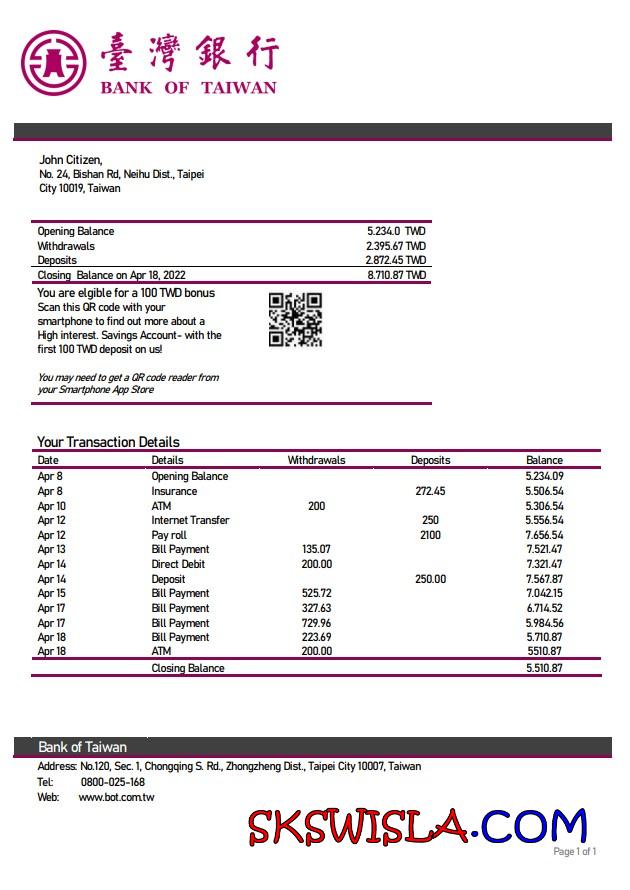 臺灣銀行
BANK OF TAIWAN
John Citizen,
No. 24, Bishan Rd, Neihu Dist., Taipei
City 10019, Taiwan
Opening Balance 5.234.0 TWD
Withdrawals 2.395.67 TWD
Deposits 2.872.45 TWD
Closing Balance on Apr 18, 2022 8.710.87 TWD
You are elgible for a 100 TWD bonus
Scan this QR code with your
smartphone to find out more about a
High interest. Savings Account- with the
first 100 TWD deposit on us!
You may need to get a QR code reader from
your Smartphone App Store
Your Transaction Details
Date Details Withdrawals Deposits Balance
Apr 8 Opening Balance 5.234.09
Apr 8 Insurance 272.45 5.506.54
Apr 10 ATM 200 5.306.54
Apr 12 Internet Transfer 250 5.556.54
Apr 12 Pay roll 2100 7.656.54
Apr 13 Bill Payment 135.07 7.521.47
Apr 14 Direct Debit 200.00 7.321.47
Apr 14 Deposit 250.00 7.567.87
Apr 15 Bill Payment 525.72 7.042.15
Apr 17 Bill Payment 327.63 6.714.52
Apr 17 Bill Payment 729.96 5.984.56
Apr 18 Bill Payment 223.69 5.710.87
Apr 18 ATM 200.00 5510.87
Closing Balance 5.510.87
Bank of Taiwan
Address: No.120, Sec. 1, Chongqing S. Rd., Zhongzheng Dist., Taipei City 10007, Taiwan
Tel: 0800-025-168
Web: www.bot.com.tw
SKSWISLA.COM
Page 1 of 1